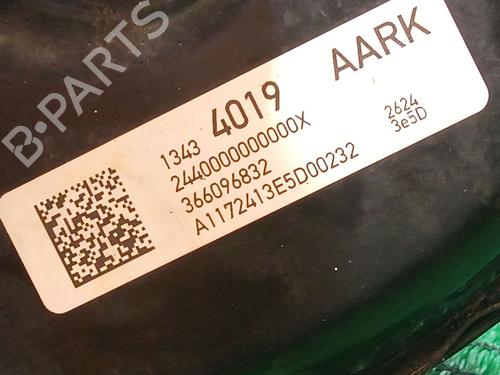 B-PARTS
1343 4019 AARK
2440000000000X 2624
366096832 3e5D
A1172413E5D00232